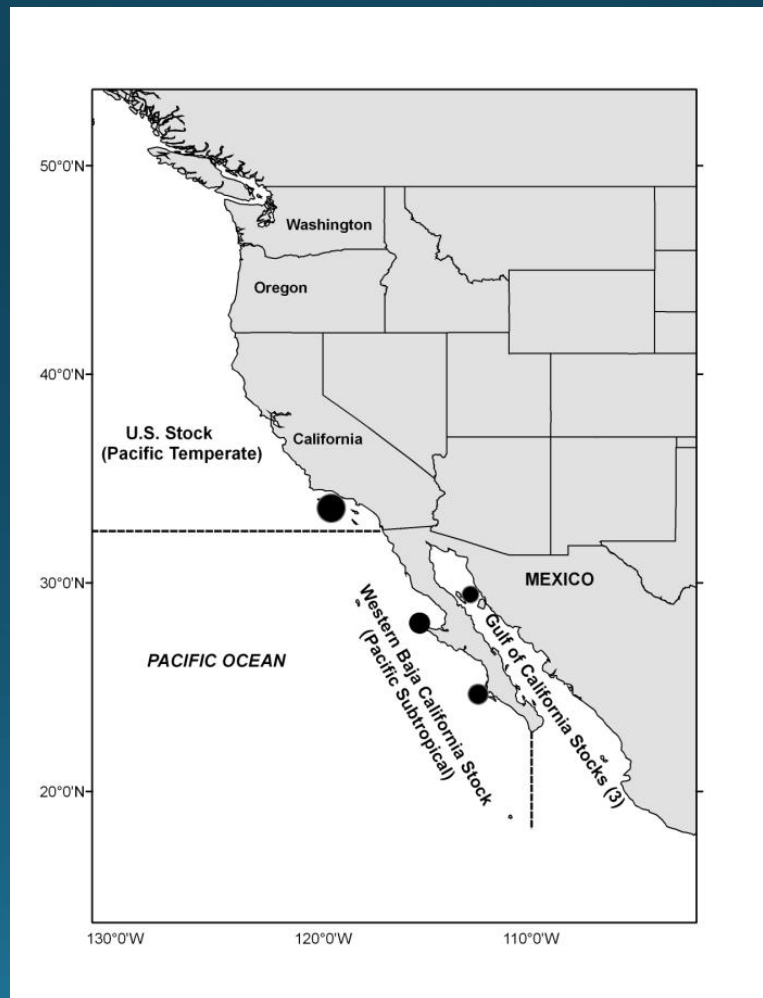 50°0'N
Washington
Oregon
40°0'N
U.S. Stock
(Pacific Temperate)
California
30°0'N
MEXICO
Western Baja California Stock
(Pacific Subtropical)
Gulf of California Stocks (3)
PACIFIC OCEAN
20°0'N
130°0'W
120°0'W
110°0'W